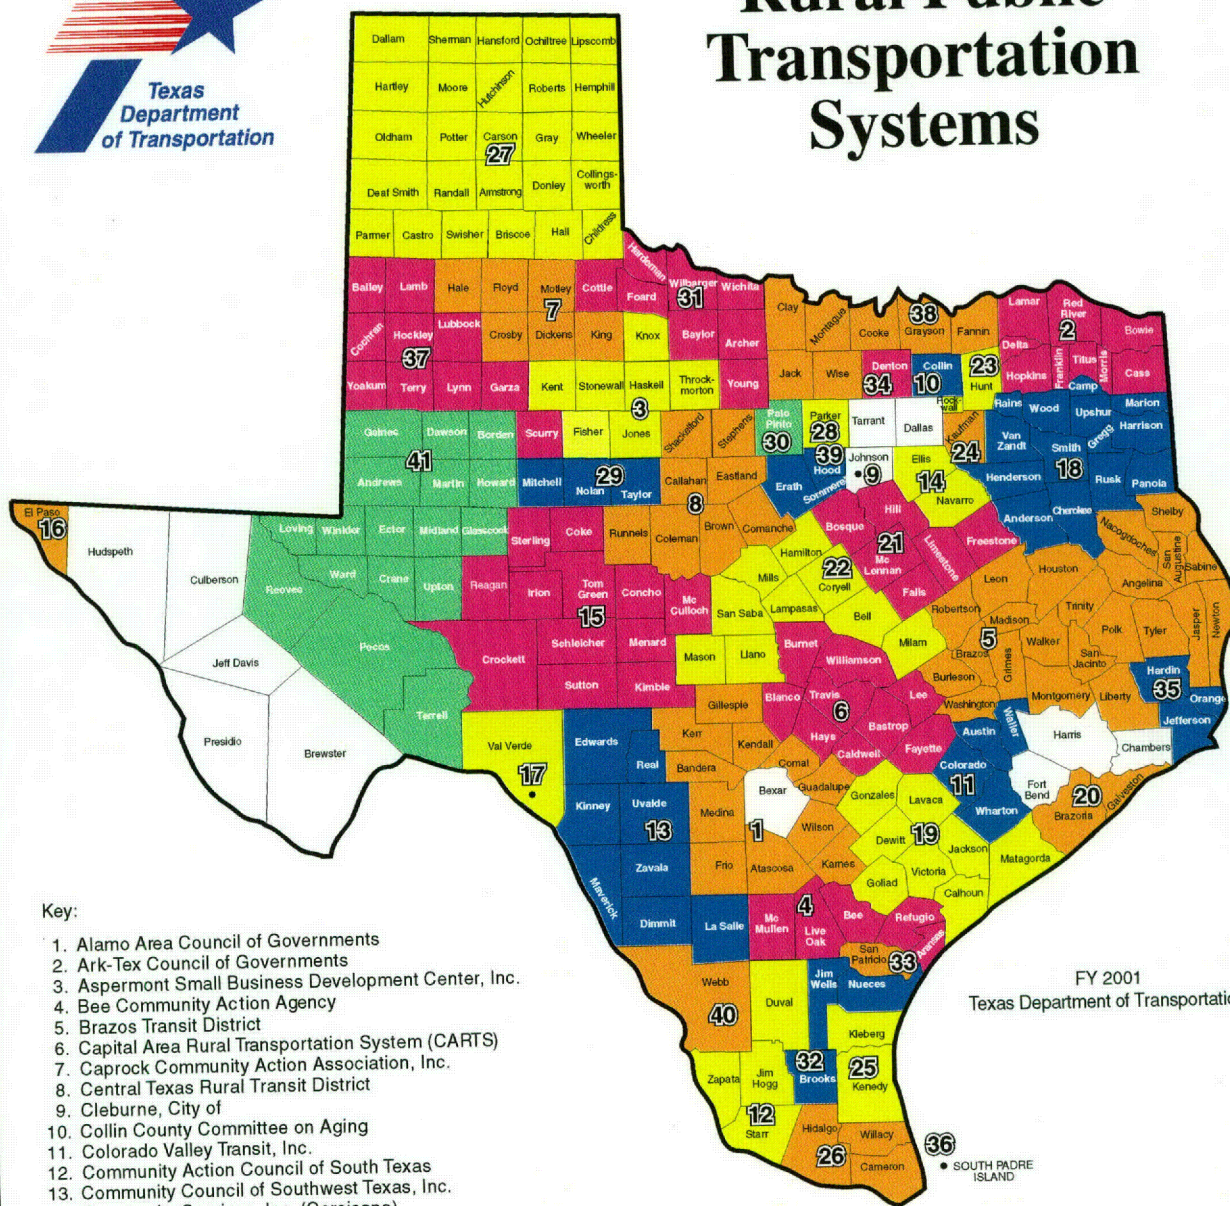 Rural Public
Transportation
Systems
Texas
Department
of Transportation
Dallam Sherman Hansford Ochiltree Lipscomb
Hartley Moore Hutchinson Roberts Hemphill
Oldham Potter Carson Gray Wheeler
27
Deaf Smith Randall Armstrong Donley Collings-
worth
Parmer Castro Swisher Briscoe Hall Childress
Bailey Lamb Hale Floyd Motley Cottle Hardeman Foard Wilbarger Wichita
7 31
Cochran Hockley Lubbock Crosby Dickens King Knox Baylor Archer
37
Yoakum Terry Lynn Garza Kent Stonewall Haskell Throck-
morton Young
3
Clay Montague Cooke Grayson Fannin Lamar Red
River Bowie
38 2
Jack Wise Denton Collin Hunt Delta Hopkins Franklin Titus Morris Cass Camp
34 10 23
Gaines Dawson Borden Scurry Fisher Jones Shackelford Stephens Palo
Pinto Parker Tarrant Dallas Rock-
wall Kaufman
41 30 28 24
Rains Wood Upshur Marion Van
Zandt Smith Gregg Harrison
18
Andrews Martin Howard Mitchell Nolan Taylor Callahan Eastland Erath Hood Somervell Johnson Ellis Navarro Henderson Rusk Panola
29 8 39 9 14
El Paso Hudspeth Culberson Jeff Davis Presidio Brewster
16
Loving Winkler Ector Midland Glasscock Sterling Coke Runnels Coleman Brown Comanche Hamilton Bosque Hill Freestone Limestone Anderson Cherokee Nacogdoches Shelby San
Augustine Sabine
Reeves Ward Crane Upton Reagan Irion Tom
Green Concho Mc
Culloch San Saba Mills Lampasas Coryell Mc
Lennan Falls Bell Milam
15 22 21
Leon Houston Angelina Robertson Madison Trinity Polk Tyler Jasper Newton
5
Brazos Grimes Walker San
Jacinto Burleson Washington Montgomery Liberty Hardin Orange Jefferson
35
Pecos Terrell Crockett Schleicher Menard Sutton Kimble Mason Llano Burnet Williamson
Gillespie Blanco Travis Lee Bastrop Hays Caldwell Fayette
6
Austin Waller Harris Chambers Colorado Wharton Fort
Bend Brazoria Galveston
11 20
Val Verde Edwards Real Kerr Kendall Bandera Comal Guadalupe Bexar Medina Wilson
17 1
Kinney Uvalde Zavala Frio Atascosa Karnes Maverick Dimmit La Salle
13
Gonzales Lavaca Dewitt Jackson Matagorda Victoria Goliad Calhoun
19
Mc
Mullen Live
Oak Bee Refugio Aransas San
Patricio
4 33
Webb Duval Jim
Wells Nueces Kleberg Kenedy Brooks
40 32 25
Zapata Jim
Hogg Starr Hidalgo Willacy Cameron
12 26
36
SOUTH PADRE
ISLAND
FY 2001
Texas Department of Transportatio
Key:
1. Alamo Area Council of Governments
2. Ark-Tex Council of Governments
3. Aspermont Small Business Development Center, Inc.
4. Bee Community Action Agency
5. Brazos Transit District
6. Capital Area Rural Transportation System (CARTS)
7. Caprock Community Action Association, Inc.
8. Central Texas Rural Transit District
9. Cleburne, City of
10. Collin County Committee on Aging
11. Colorado Valley Transit, Inc.
12. Community Action Council of South Texas
13. Community Council of Southwest Texas, Inc.